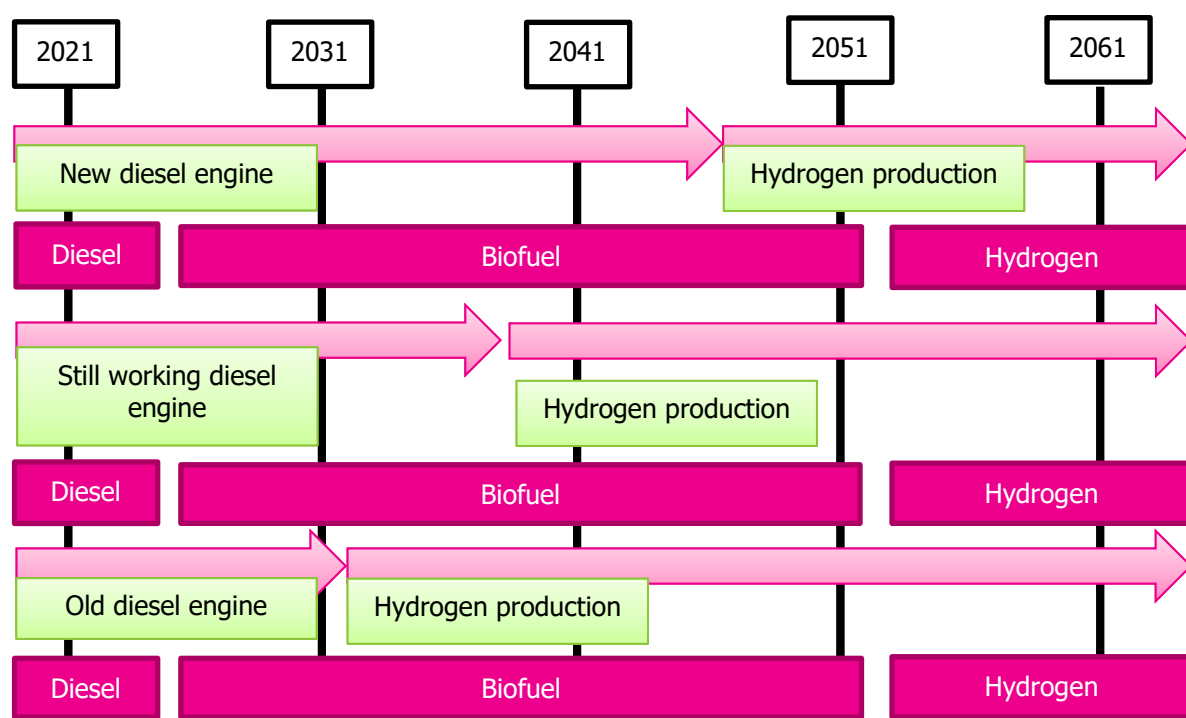 2021
2031
2041
2051
2061
New diesel engine
Hydrogen production
Diesel
Biofuel
Hydrogen
Still working diesel
engine
Hydrogen production
Diesel
Biofuel
Hydrogen
Old diesel engine
Hydrogen production
Diesel
Biofuel
Hydrogen